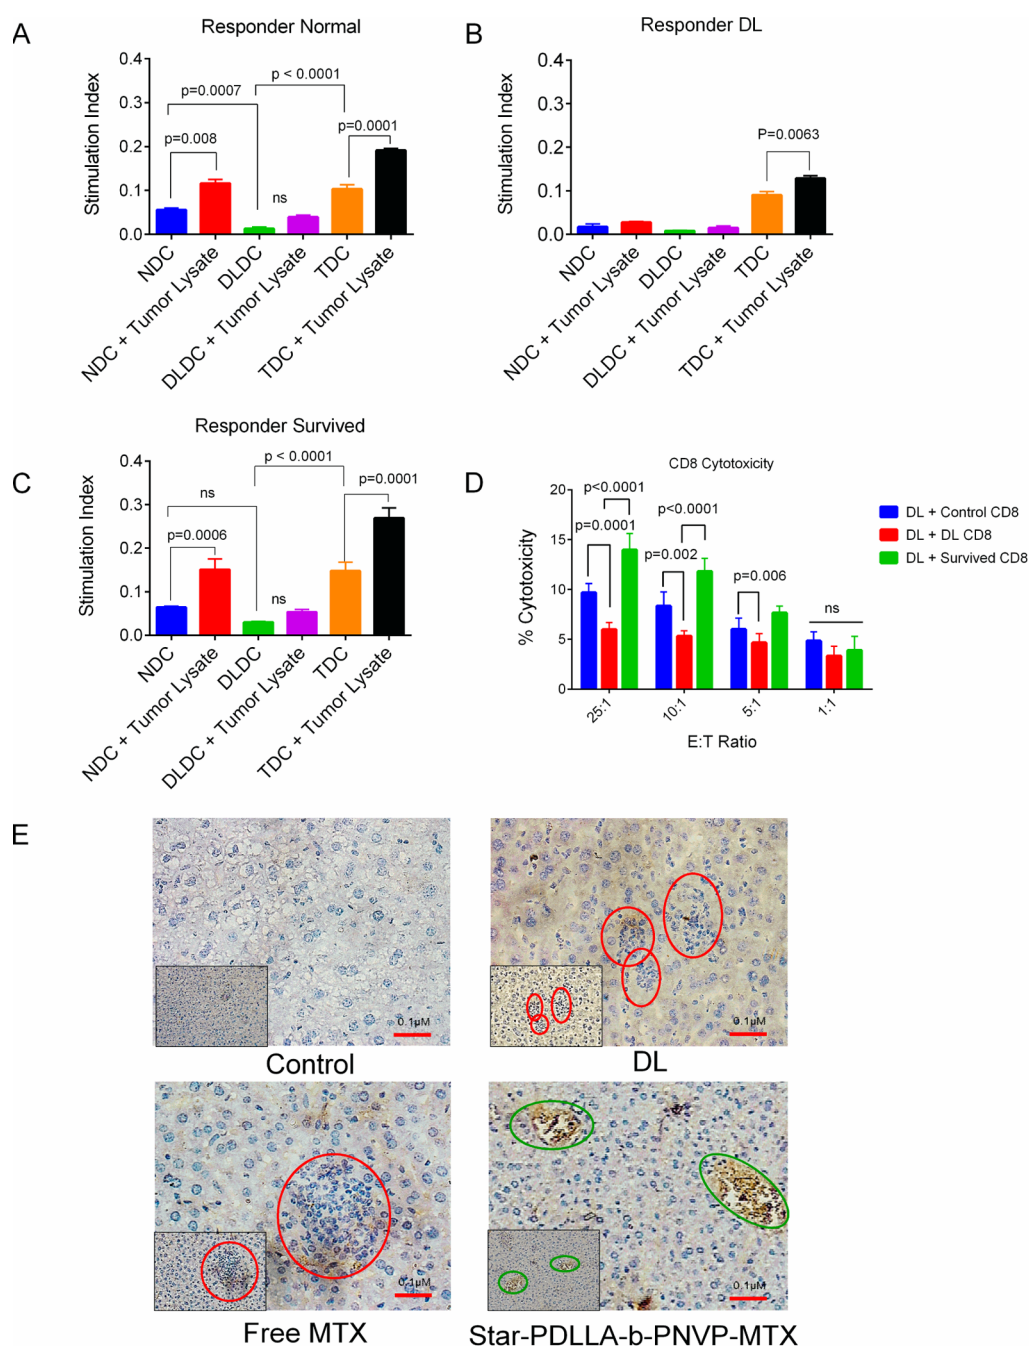 A
Responder Normal
Stimulation Index
0.4
0.3
0.2
0.1
0.0
p < 0.0001
p=0.0007
p=0.008
p=0.0001
ns
NDC
NDC + Tumor Lysate
DLDC
DLDC + Tumor Lysate
TDC
TDC + Tumor Lysate
B
Responder DL
Stimulation Index
0.4
0.3
0.2
0.1
0.0
P=0.0063
NDC
NDC + Tumor Lysate
DLDC
DLDC + Tumor Lysate
TDC
TDC + Tumor Lysate
C
Responder Survived
Stimulation Index
0.4
0.3
0.2
0.1
0.0
p < 0.0001
p=0.0001
ns
p=0.0006
ns
NDC
NDC + Tumor Lysate
DLDC
DLDC + Tumor Lysate
TDC
TDC + Tumor Lysate
D
CD8 Cytotoxicity
% Cytotoxicity
20
15
10
5
0
p<0.0001
p=0.0001
p<0.0001
p=0.002
p=0.006
ns
25:1
10:1
5:1
1:1
E:T Ratio
DL + Control CD8
DL + DL CD8
DL + Survived CD8
E
0.1µM
Control
0.1µM
DL
0.1µM
Free MTX
0.1µM
Star-PDLLA-b-PNVP-MTX